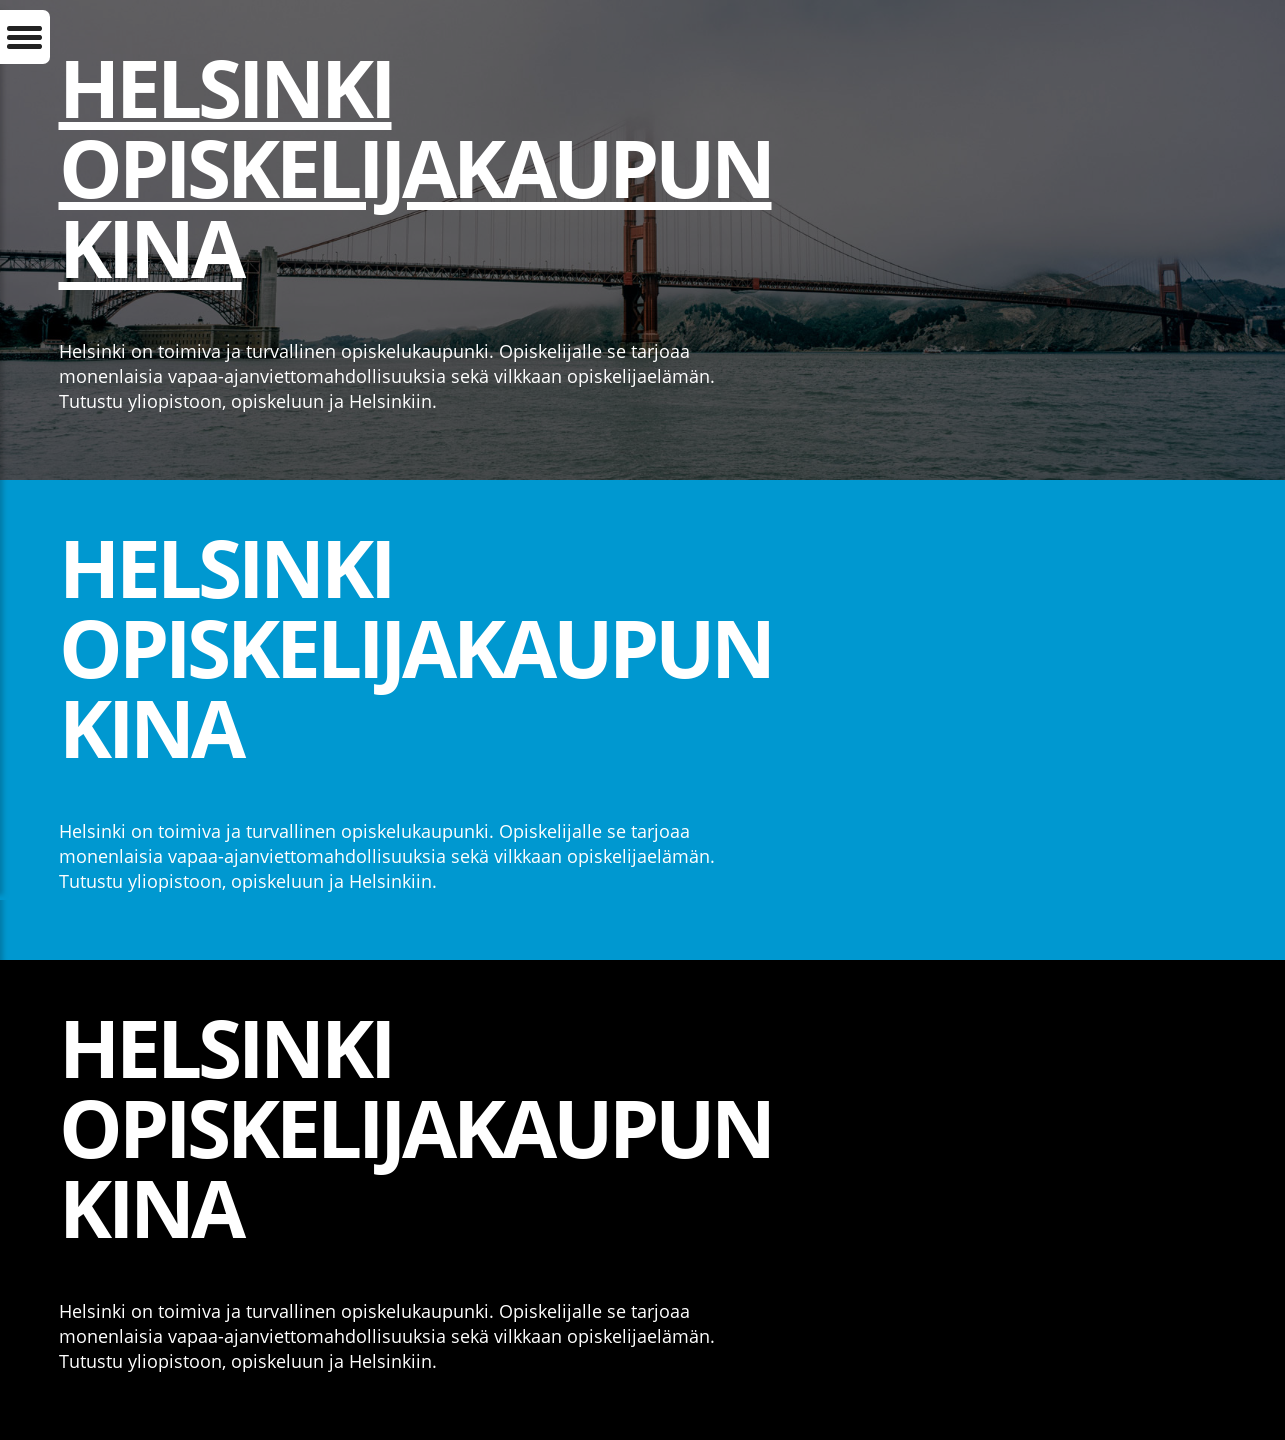 HELSINKI
OPISKELIJAKAUPUN
KINA
Helsinki on toimiva ja turvallinen opiskelukaupunki. Opiskelijalle se tarjoaa
monenlaisia vapaa-ajanviettomahdollisuuksia sekä vilkkaan opiskelijaelämän.
Tutustu yliopistoon, opiskeluun ja Helsinkiin.
HELSINKI
OPISKELIJAKAUPUN
KINA
Helsinki on toimiva ja turvallinen opiskelukaupunki. Opiskelijalle se tarjoaa
monenlaisia vapaa-ajanviettomahdollisuuksia sekä vilkkaan opiskelijaelämän.
Tutustu yliopistoon, opiskeluun ja Helsinkiin.
HELSINKI
OPISKELIJAKAUPUN
KINA
Helsinki on toimiva ja turvallinen opiskelukaupunki. Opiskelijalle se tarjoaa
monenlaisia vapaa-ajanviettomahdollisuuksia sekä vilkkaan opiskelijaelämän.
Tutustu yliopistoon, opiskeluun ja Helsinkiin.